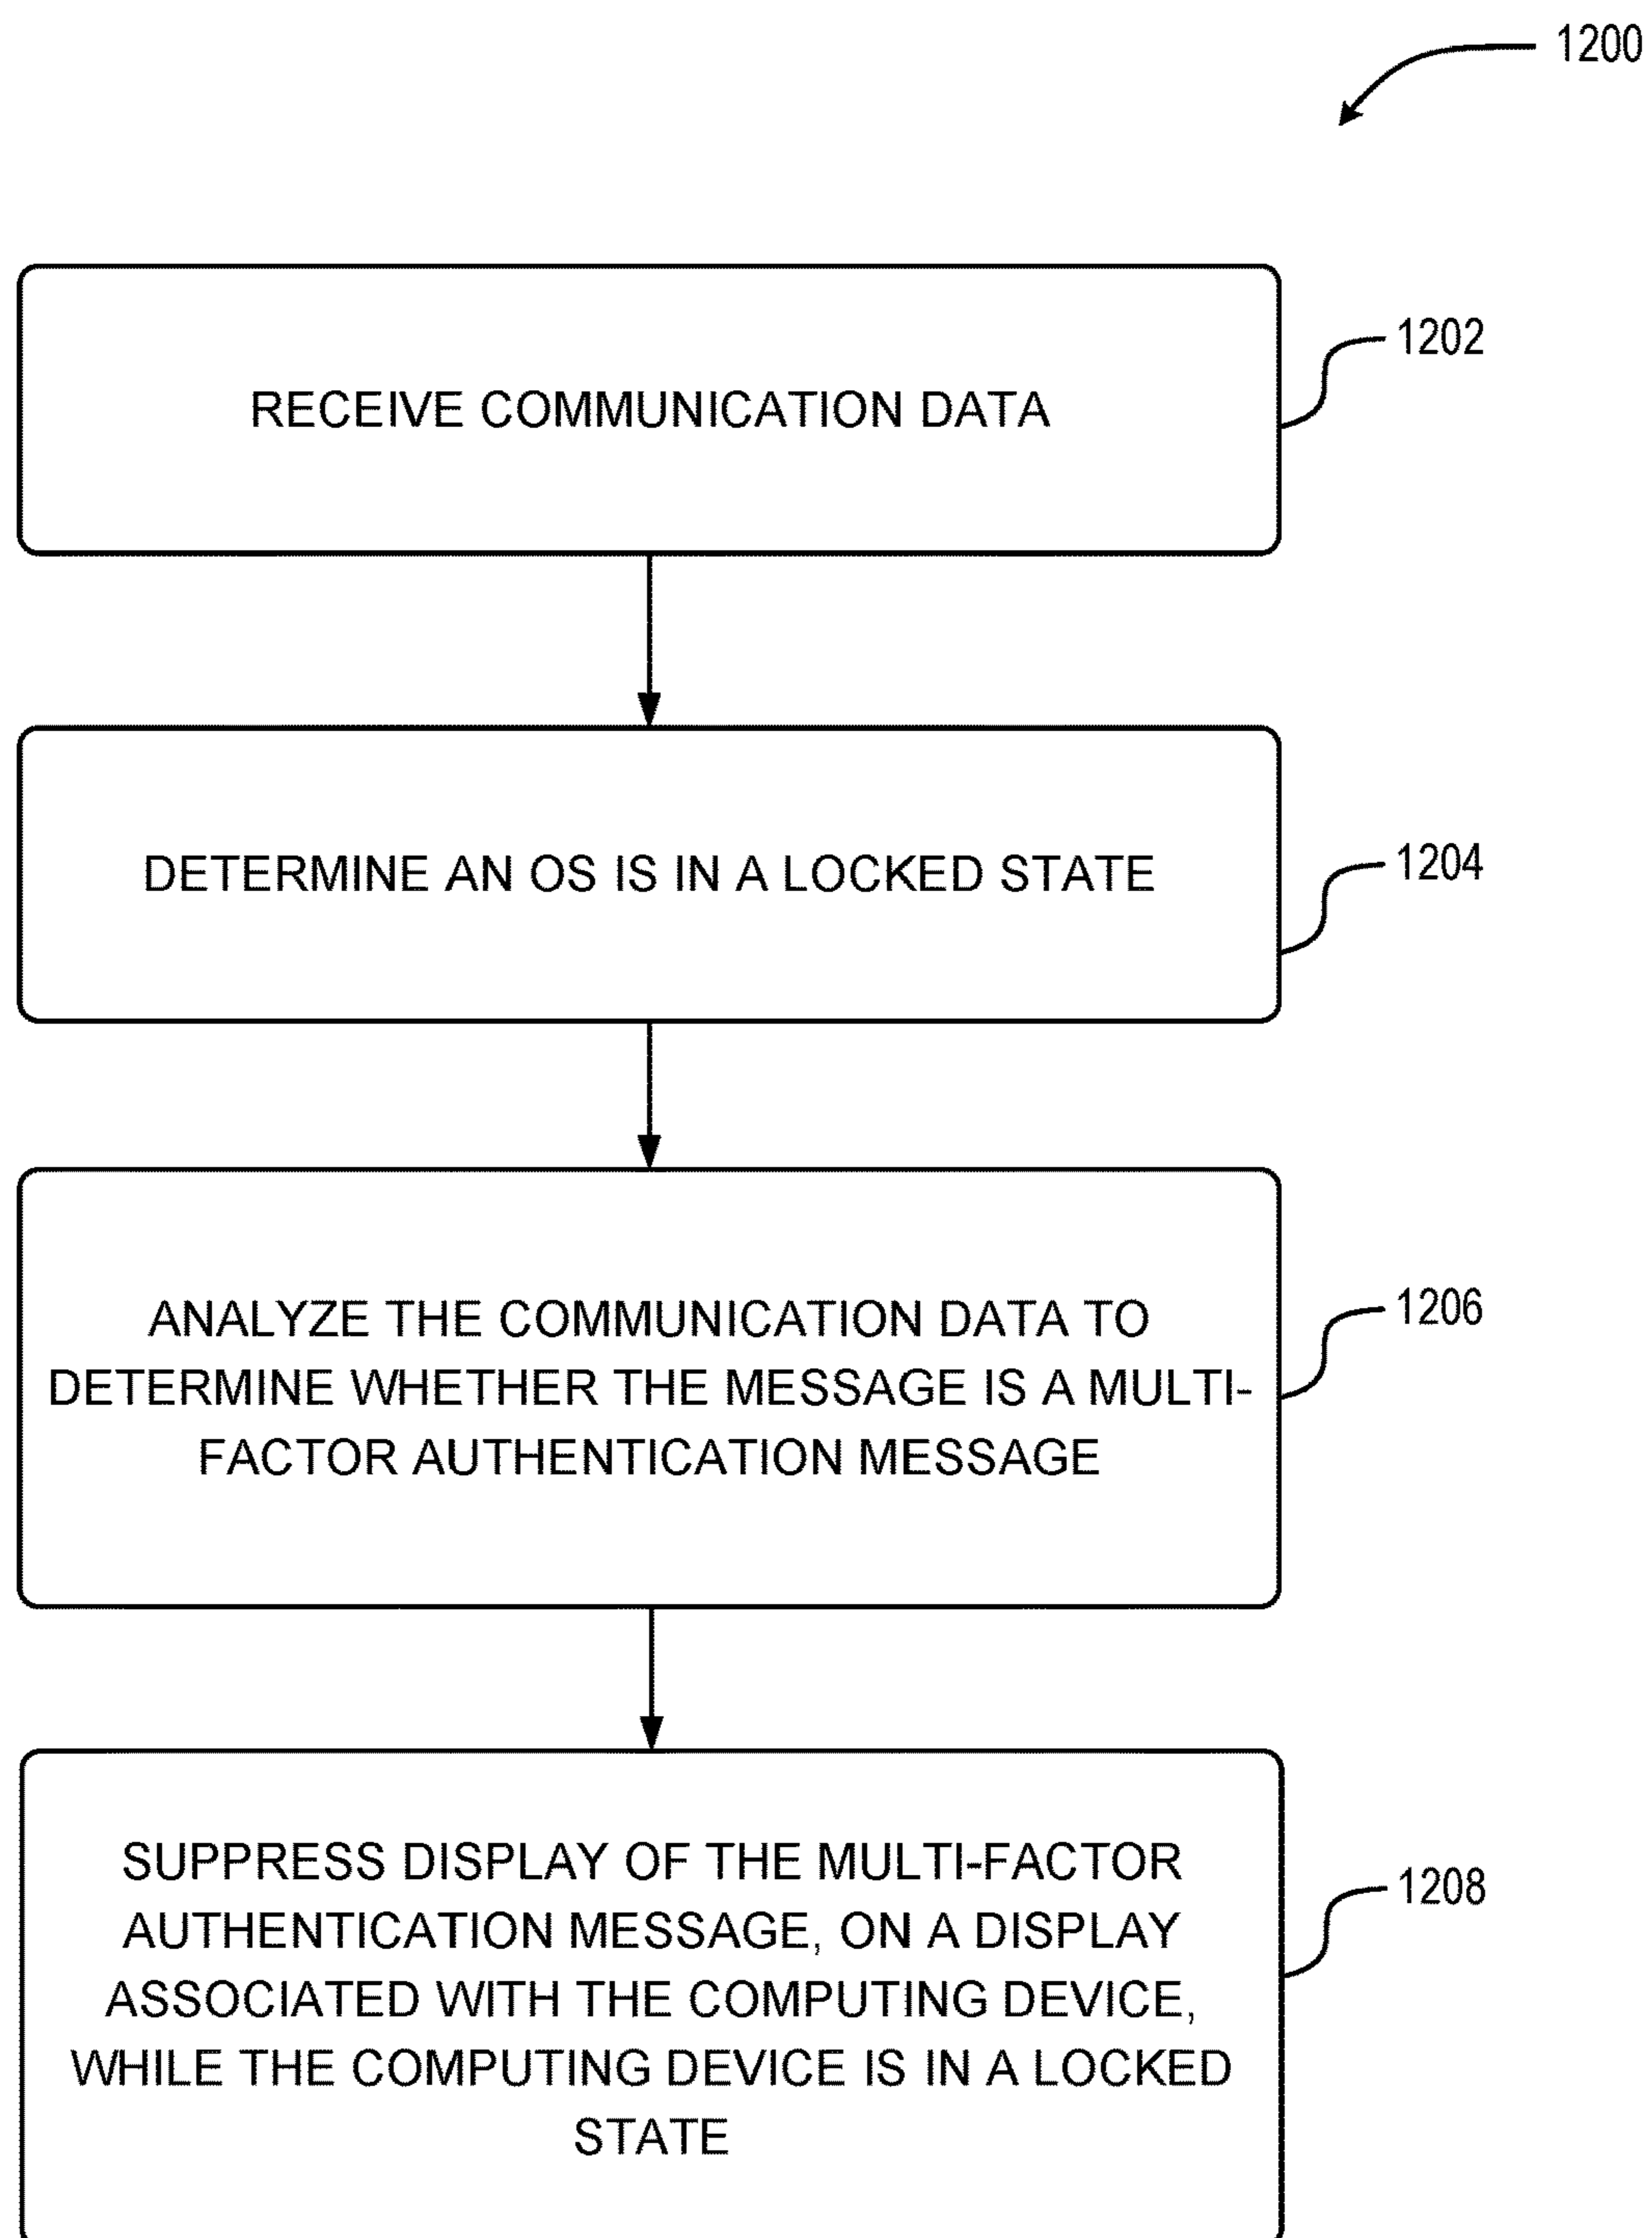 1200
RECEIVE COMMUNICATION DATA
1202
DETERMINE AN OS IS IN A LOCKED STATE
1204
ANALYZE THE COMMUNICATION DATA TO
DETERMINE WHETHER THE MESSAGE IS A MULTI-
FACTOR AUTHENTICATION MESSAGE
1206
SUPPRESS DISPLAY OF THE MULTI-FACTOR
AUTHENTICATION MESSAGE, ON A DISPLAY
ASSOCIATED WITH THE COMPUTING DEVICE,
WHILE THE COMPUTING DEVICE IS IN A LOCKED
STATE
1208